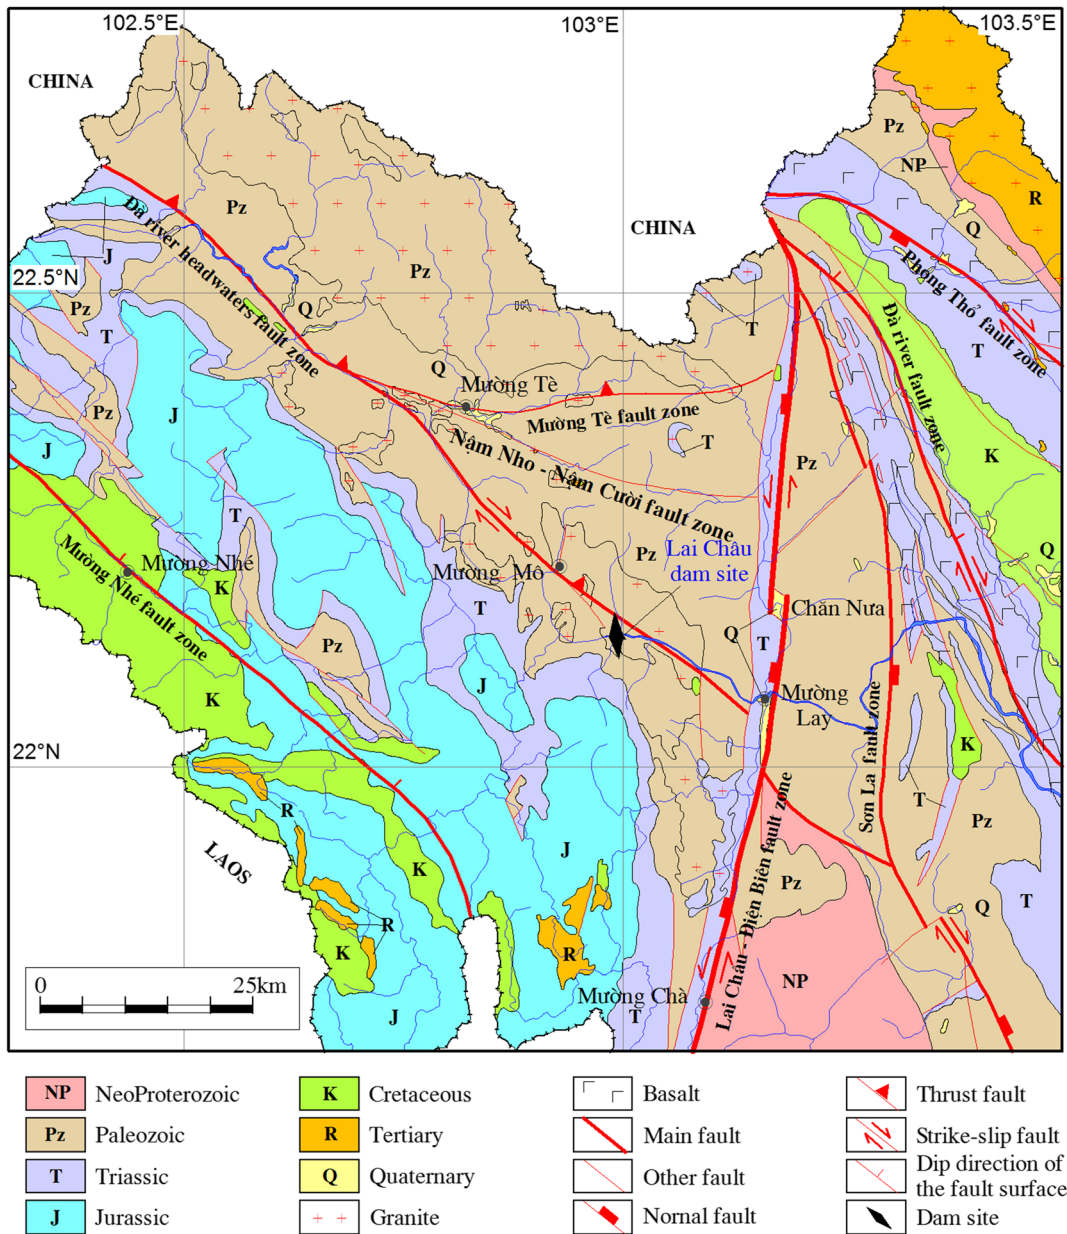 102.5°E
103°E
103.5°E
CHINA
Pz
NP
R
Pz
Đà river headwaters fault zone
CHINA
Q
J
Pz
22.5°N
Phong Thổ fault zone
Pz
Q
T
T
T
Đà river fault zone
Q
Mường Tè
Pz
J
Mường Tè fault zone
T
J
Nậm Nho - Nậm Cười fault zone
Pz
K
T
Mường Nhé
Mường Nhé fault zone
K
Mường Mô
Pz
Lai Châu
dam site
Q
T
Chăn Nưa
Q
T
Pz
J
K
Mường
Lay
Son La fault zone
K
22°N
T
R
Pz
LAOS
J
K
Lai Châu - Điện Biên fault zone
Pz
T
Q
R
K
R
NP
0
25km
Mường Chà
J
T
NP
NeoProterozoic
K
Cretaceous
Basalt
Thrust fault
Pz
Paleozoic
R
Tertiary
Main fault
Strike-slip fault
T
Triassic
Q
Quaternary
Other fault
Dip direction of
the fault surface
J
Jurassic
Granite
Nornal fault
Dam site